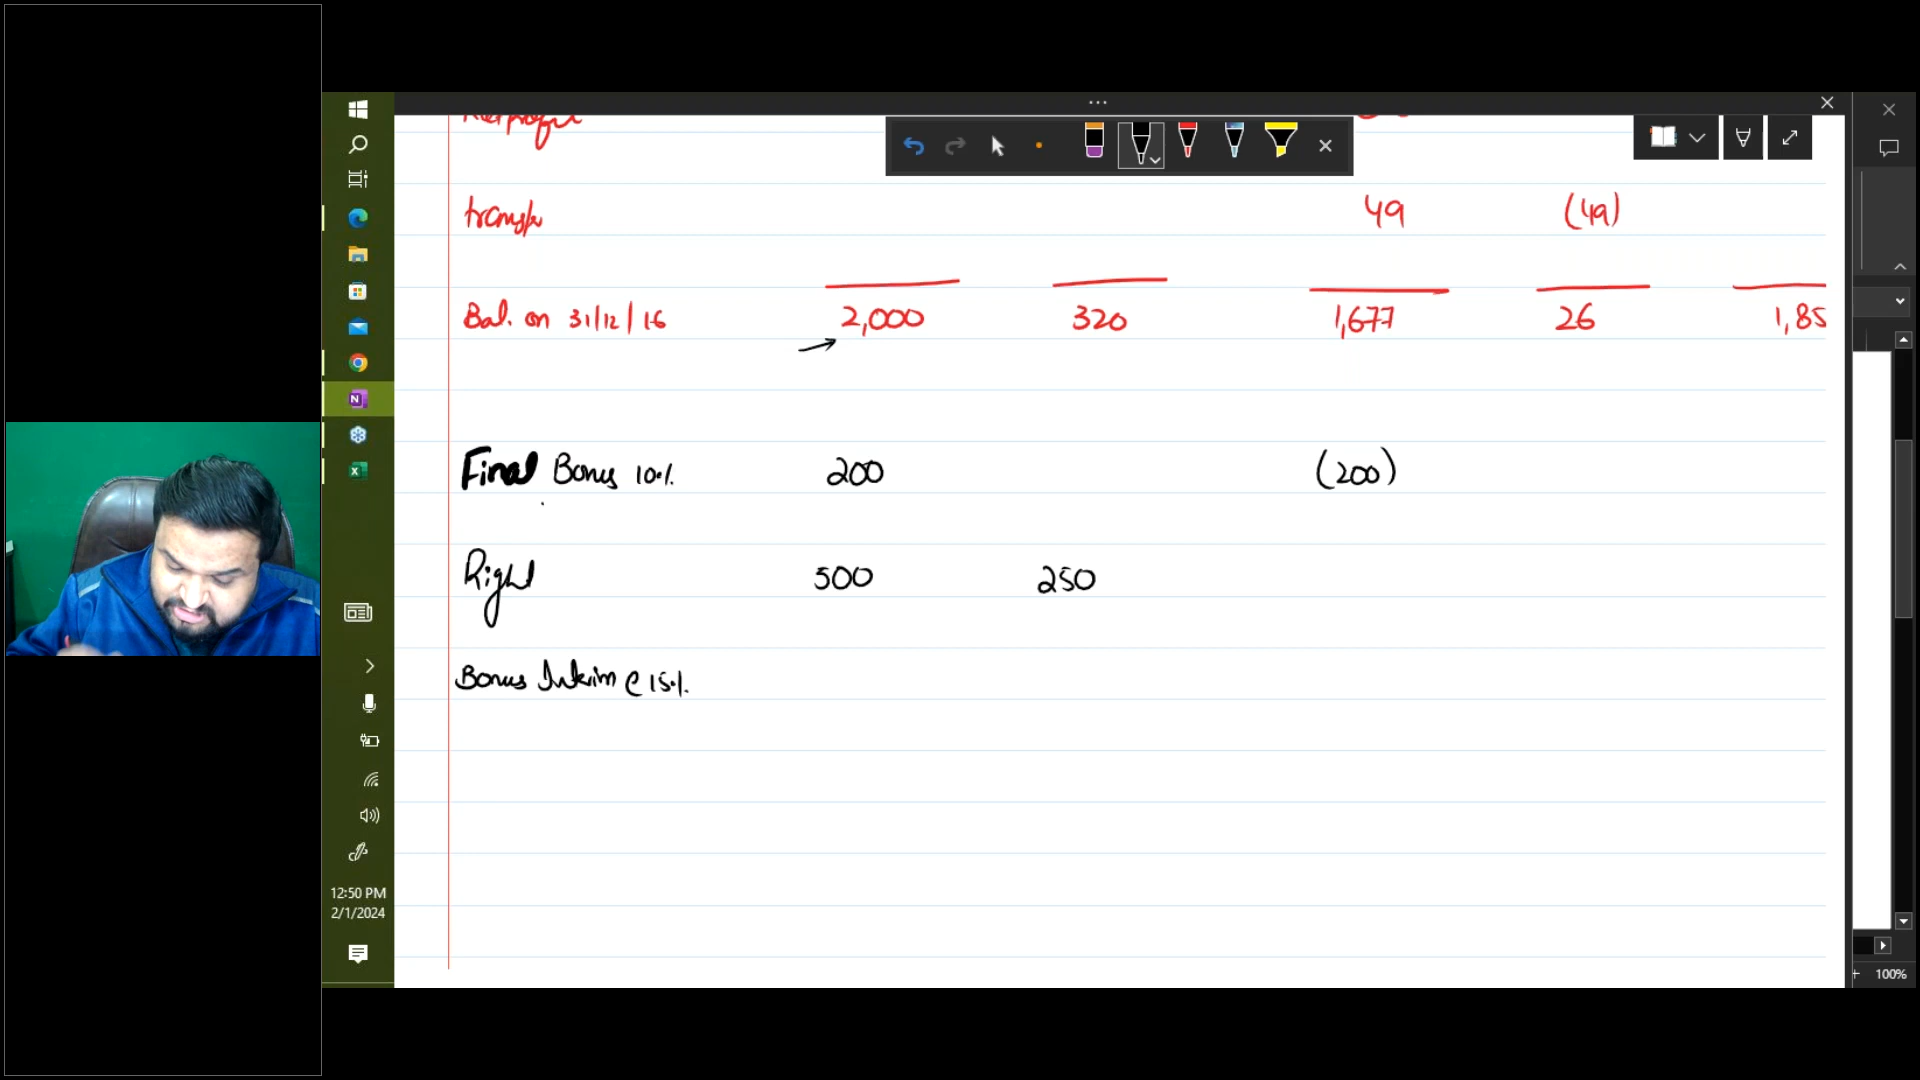 transfer 49 (49)
Bal. on 31/12/16 2,000 320 1,677 26 1,85
Final Bonus 10% 200 (200)
Right 500 250
Bonus Interim @ 15%
12:50 PM
2/1/2024
100%